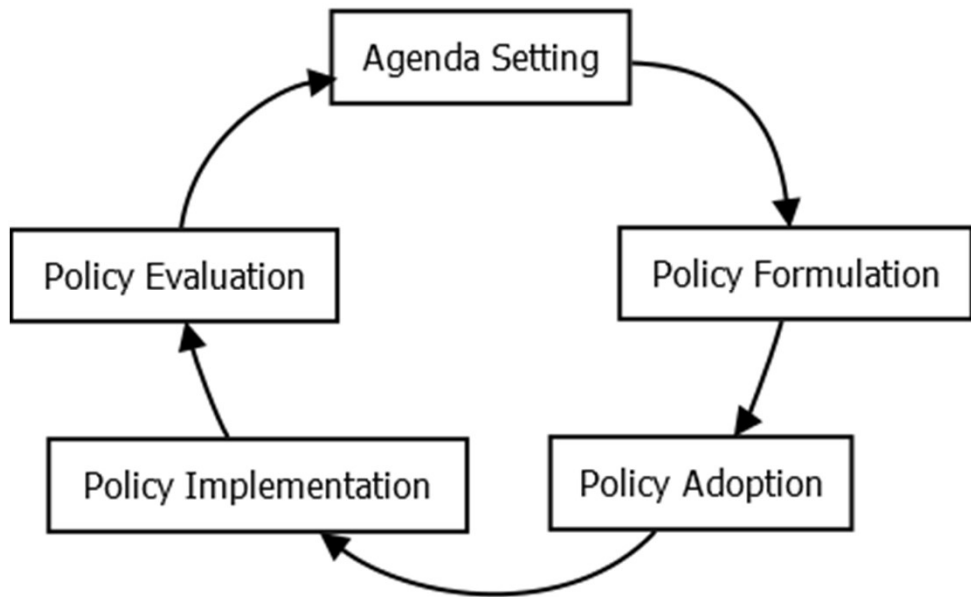 Agenda Setting
Policy Evaluation
Policy Formulation
Policy Implementation
Policy Adoption